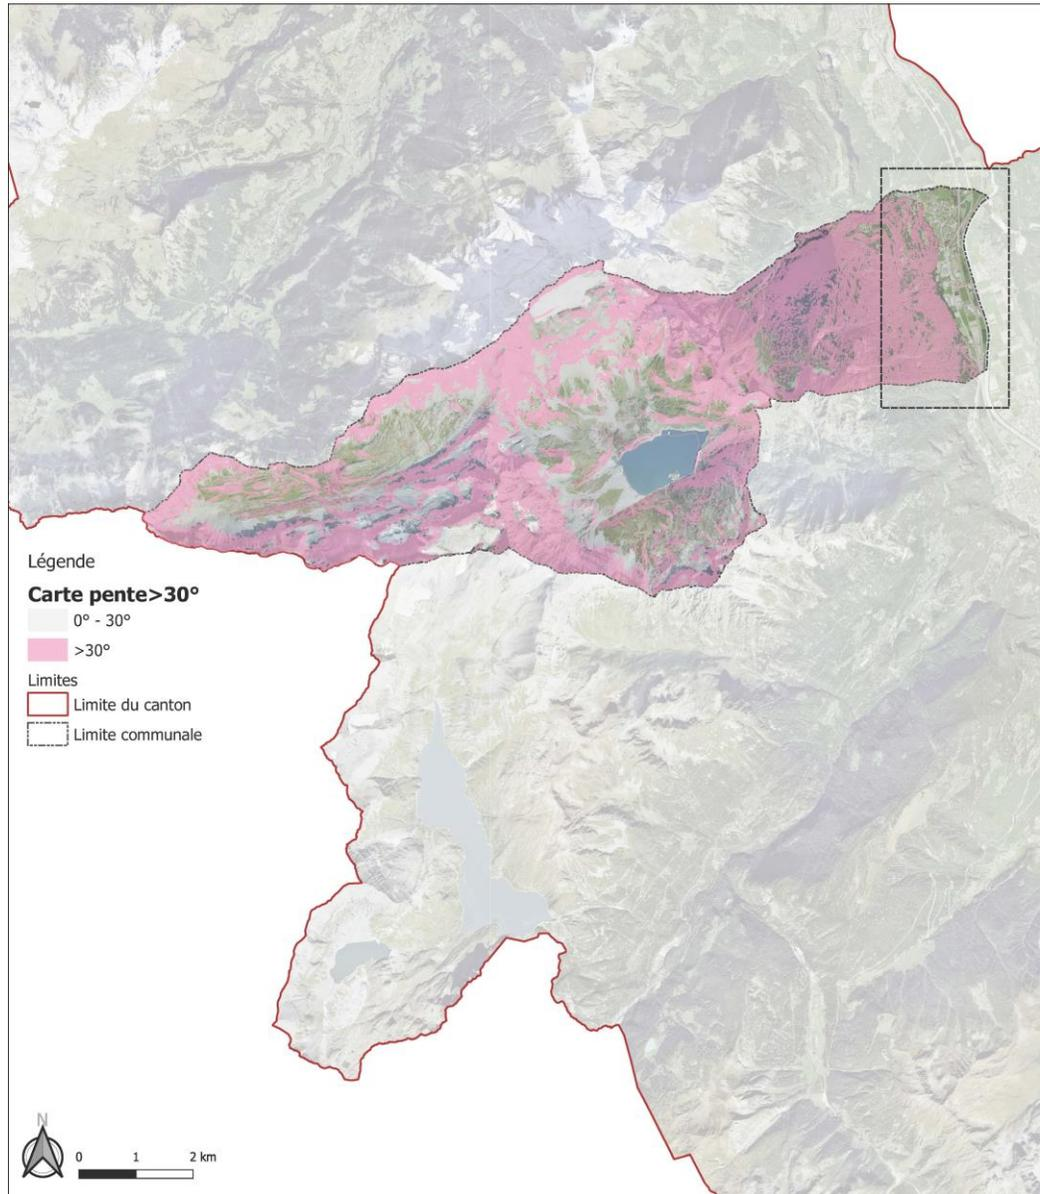 Légende
Carte pente>30°
0° - 30°
>30°
Limites
Limite du canton
Limite communale
N
0 1 2 km